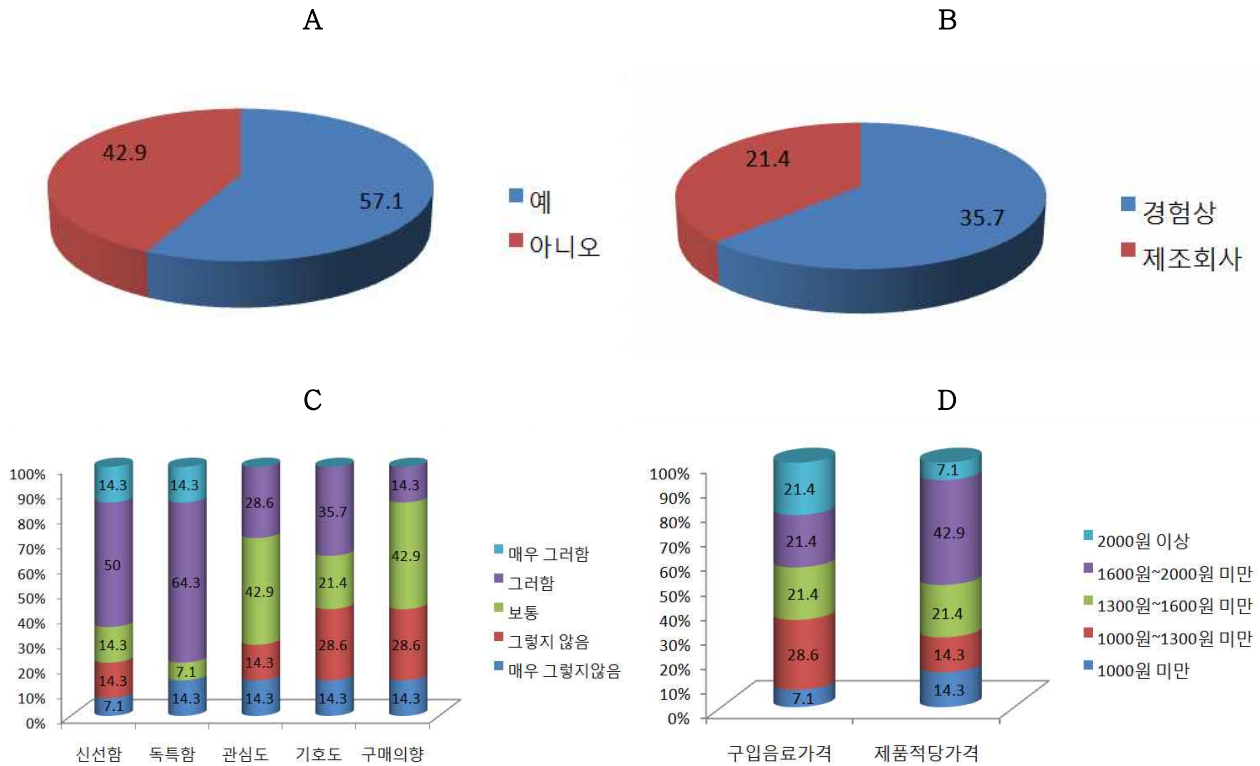 A
42.9
57.1
예
아니오
B
21.4
35.7
경험상
제조회사
C
100%
90%
80%
70%
60%
50%
40%
30%
20%
10%
0%
14.3
50
14.3
14.3
7.1
14.3
64.3
7.1
14.3
28.6
42.9
14.3
14.3
35.7
21.4
28.6
14.3
14.3
42.9
28.6
14.3
신선함 독특함 관심도 기호도 구매의향
매우 그러함
그러함
보통
그렇지 않음
매우 그렇지않음
D
100%
90%
80%
70%
60%
50%
40%
30%
20%
10%
0%
21.4
21.4
21.4
28.6
7.1
7.1
42.9
21.4
14.3
14.3
구입음료가격 제품적당가격
2000원 이상
1600원~2000원 미만
1300원~1600원 미만
1000원~1300원 미만
1000원 미만